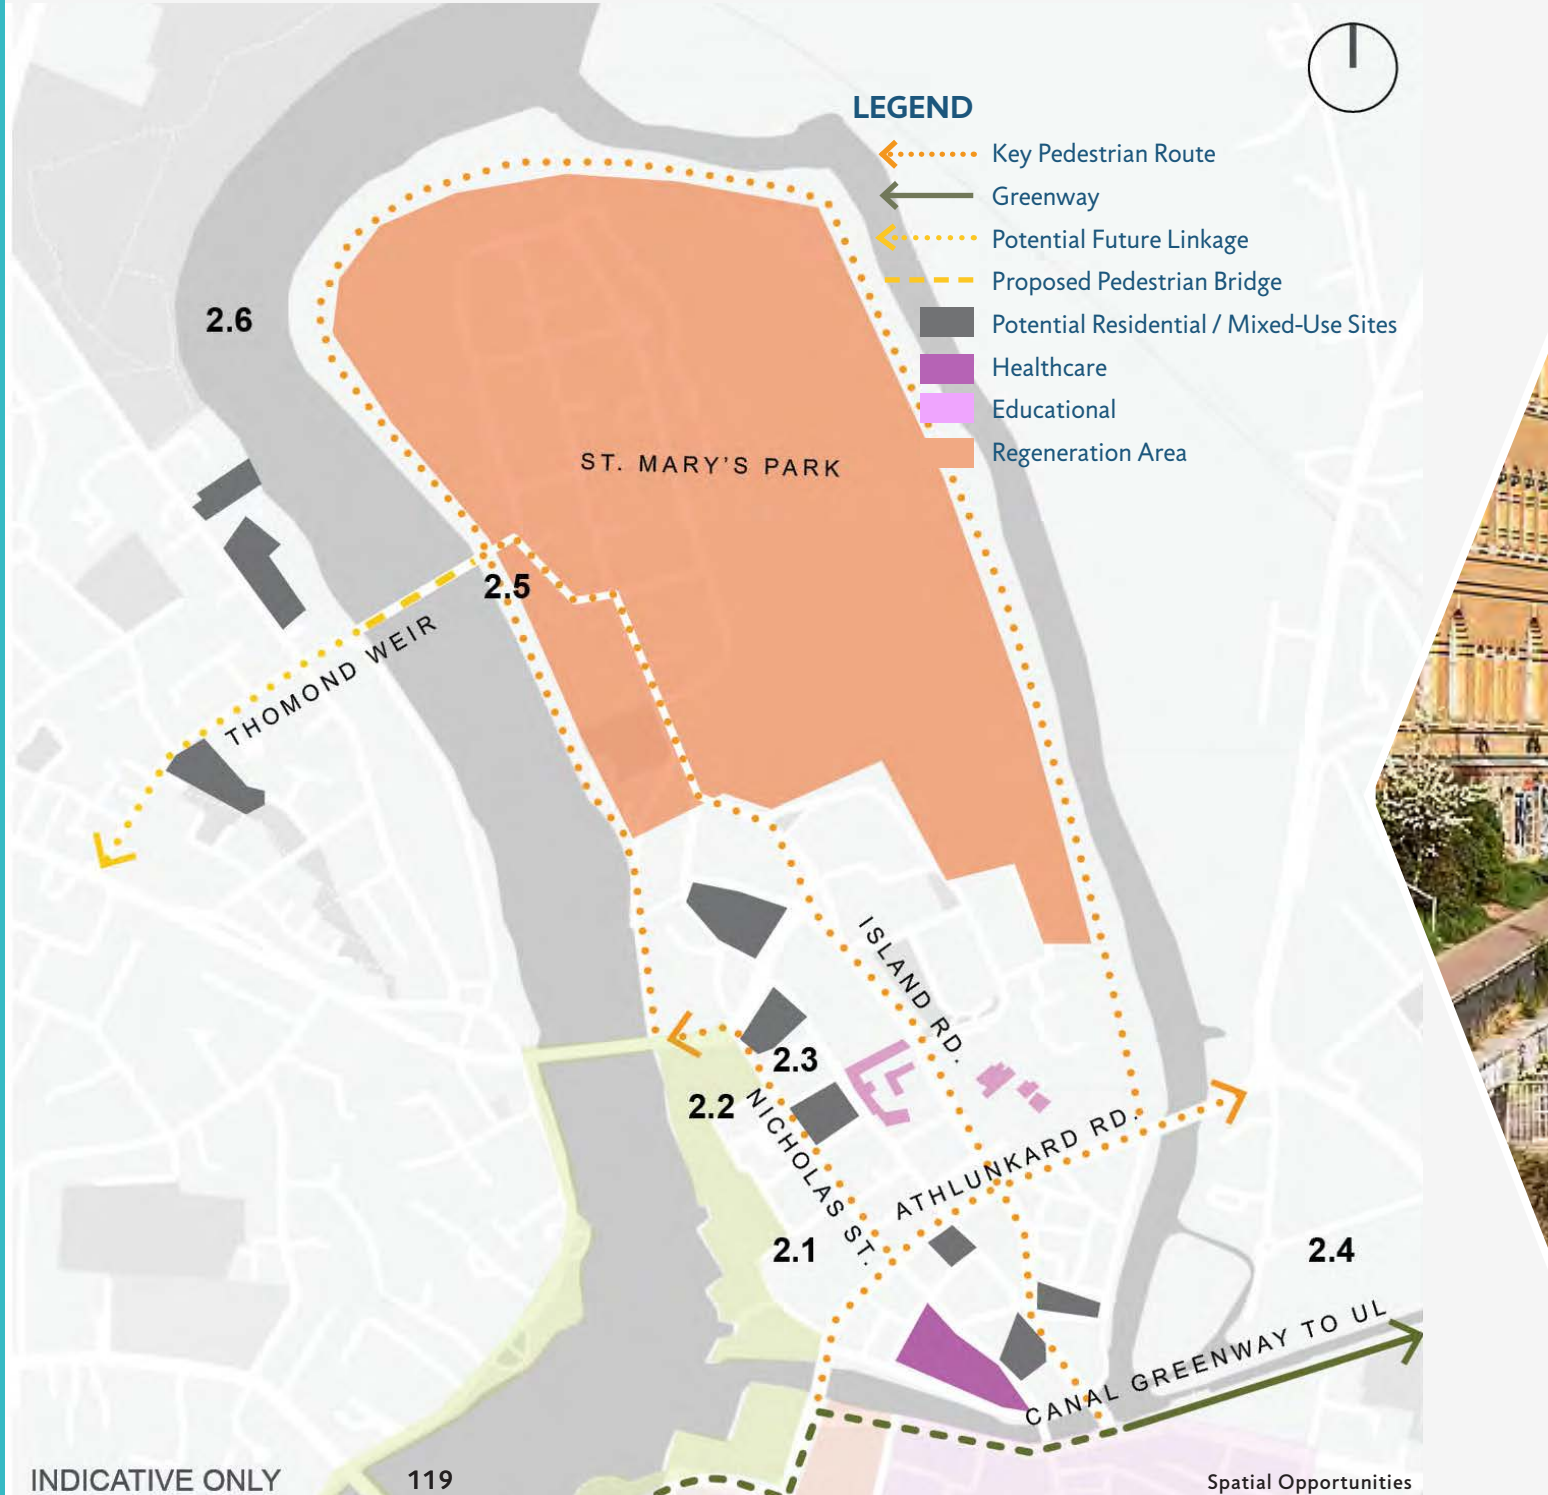 LEGEND
Key Pedestrian Route
Greenway
Potential Future Linkage
Proposed Pedestrian Bridge
Potential Residential / Mixed-Use Sites
Healthcare
Educational
Regeneration Area
2.6
ST. MARY'S PARK
2.5
THOMOND WEIR
ISLAND RD.
2.3
2.2
NICHOLAS ST.
ATHLUNKARD RD.
2.1
2.4
CANAL GREENWAY TO UL
INDICATIVE ONLY
119
Spatial Opportunities